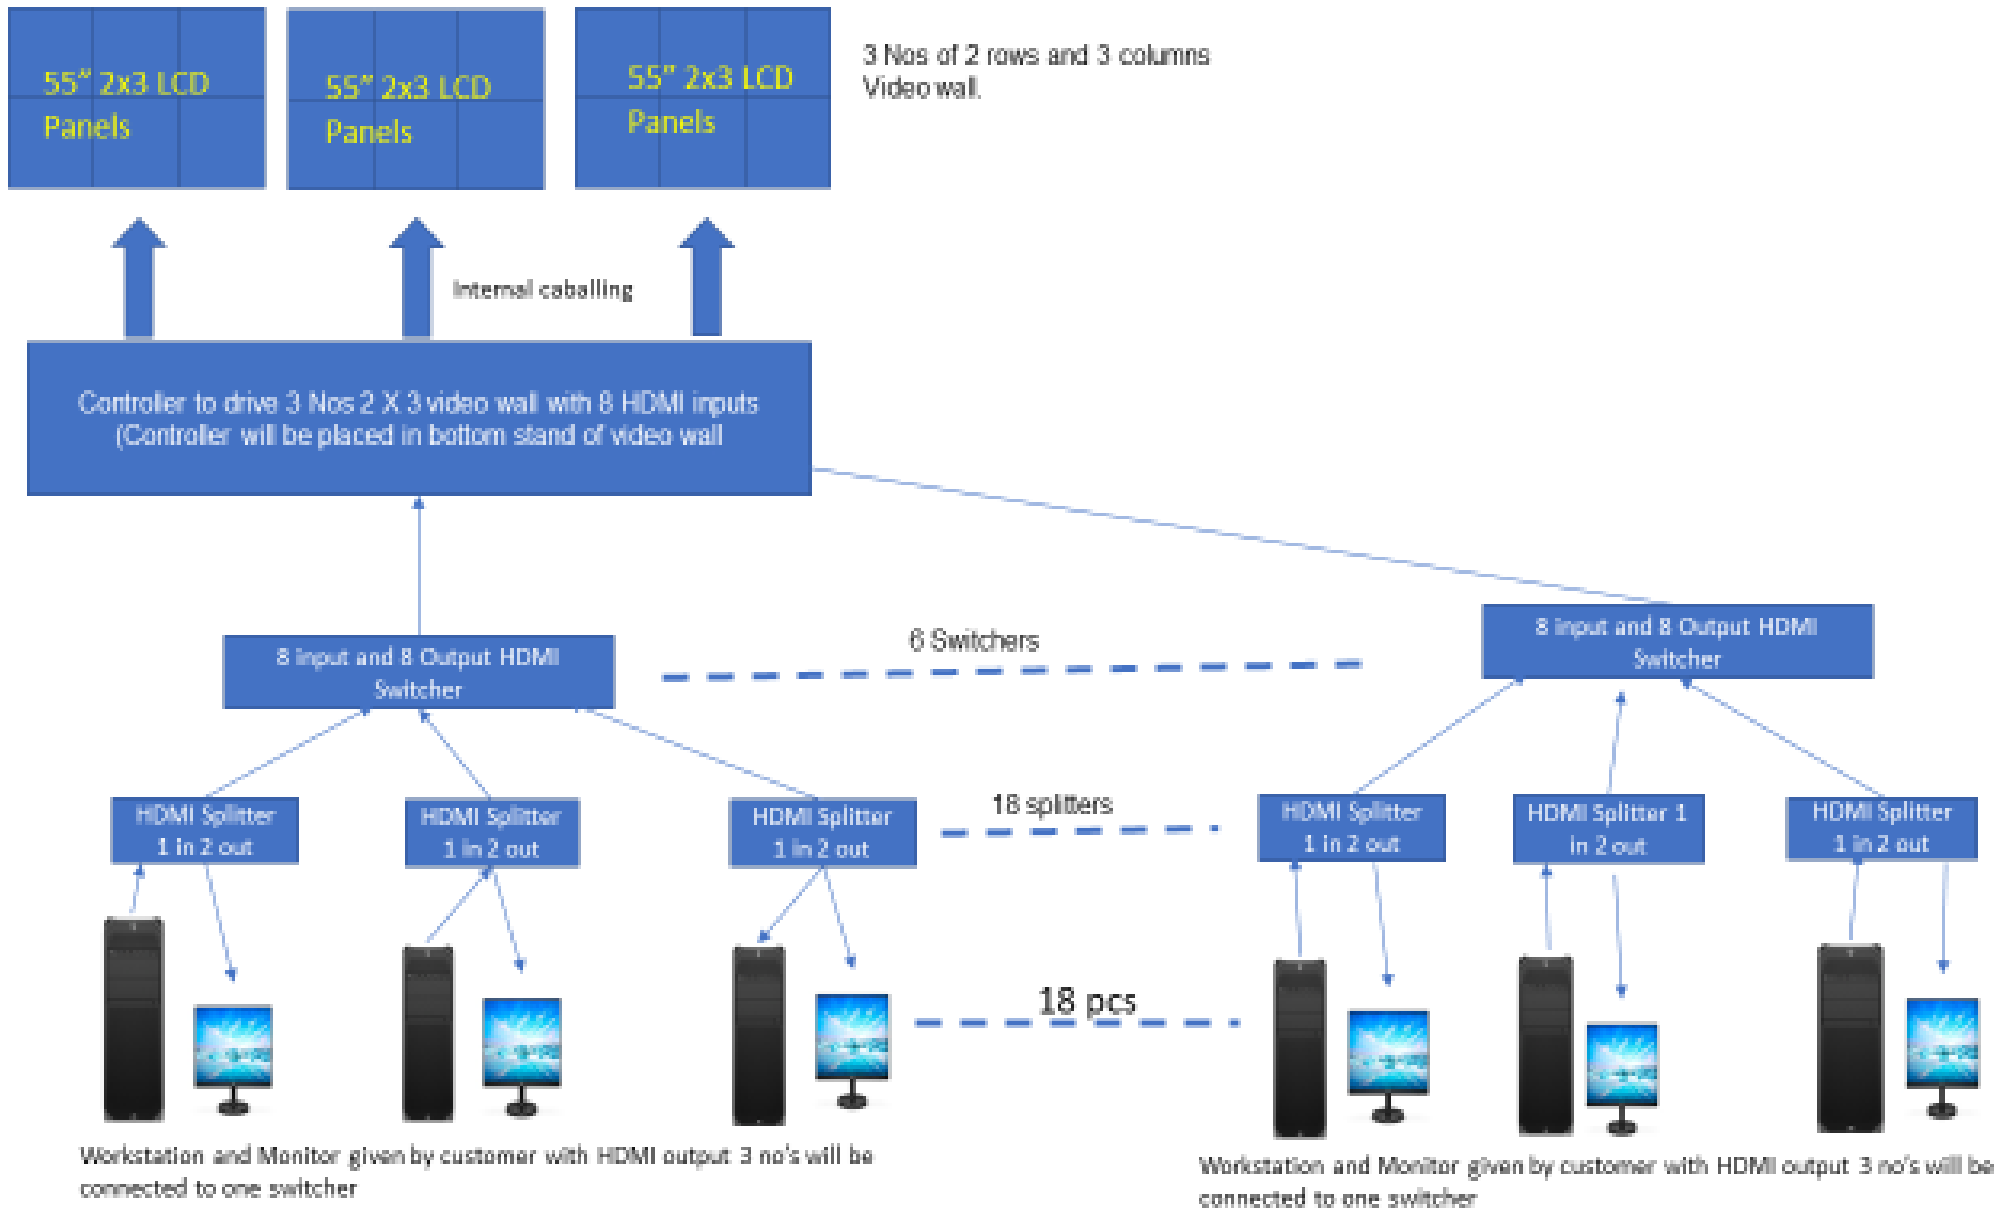 55” 2x3 LCD
Panels
55” 2x3 LCD
Panels
55” 2x3 LCD
Panels
3 Nos of 2 rows and 3 columns
Video wall.
Internal caballing
Controller to drive 3 Nos 2 X 3 video wall with 8 HDMI inputs
(Controller will be placed in bottom stand of video wall
8 input and 8 Output HDMI
Switcher
6 Switchers
8 input and 8 Output HDMI
Switcher
HDMI Splitter
1 in 2 out
HDMI Splitter
1 in 2 out
HDMI Splitter
1 in 2 out
18 splitters
HDMI Splitter
1 in 2 out
HDMI Splitter 1
in 2 out
HDMI Splitter
1 in 2 out
18 pcs
Workstation and Monitor given by customer with HDMI output 3 no's will be
connected to one switcher
Workstation and Monitor given by customer with HDMI output 3 no's will be
connected to one switcher